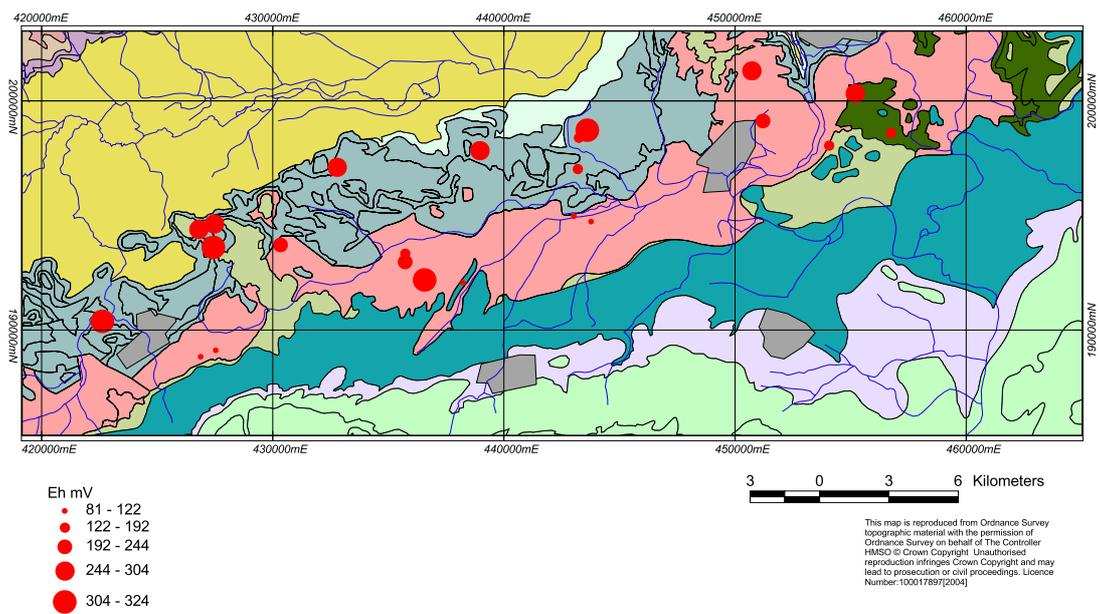 420000mE 430000mE 440000mE 450000mE 460000mE
200000mN 200000mN
190000mN 190000mN
420000mE 430000mE 440000mE 450000mE 460000mE
Eh mV
81 - 122
122 - 192
192 - 244
244 - 304
304 - 324
3 0 3 6 Kilometers
This map is reproduced from Ordnance Survey
topographic material with the permission of
Ordnance Survey on behalf of The Controller
HMSO © Crown Copyright Unauthorised
reproduction infringes Crown Copyright and may
lead to prosecution or civil proceedings. Licence
Number:100017897[2004]